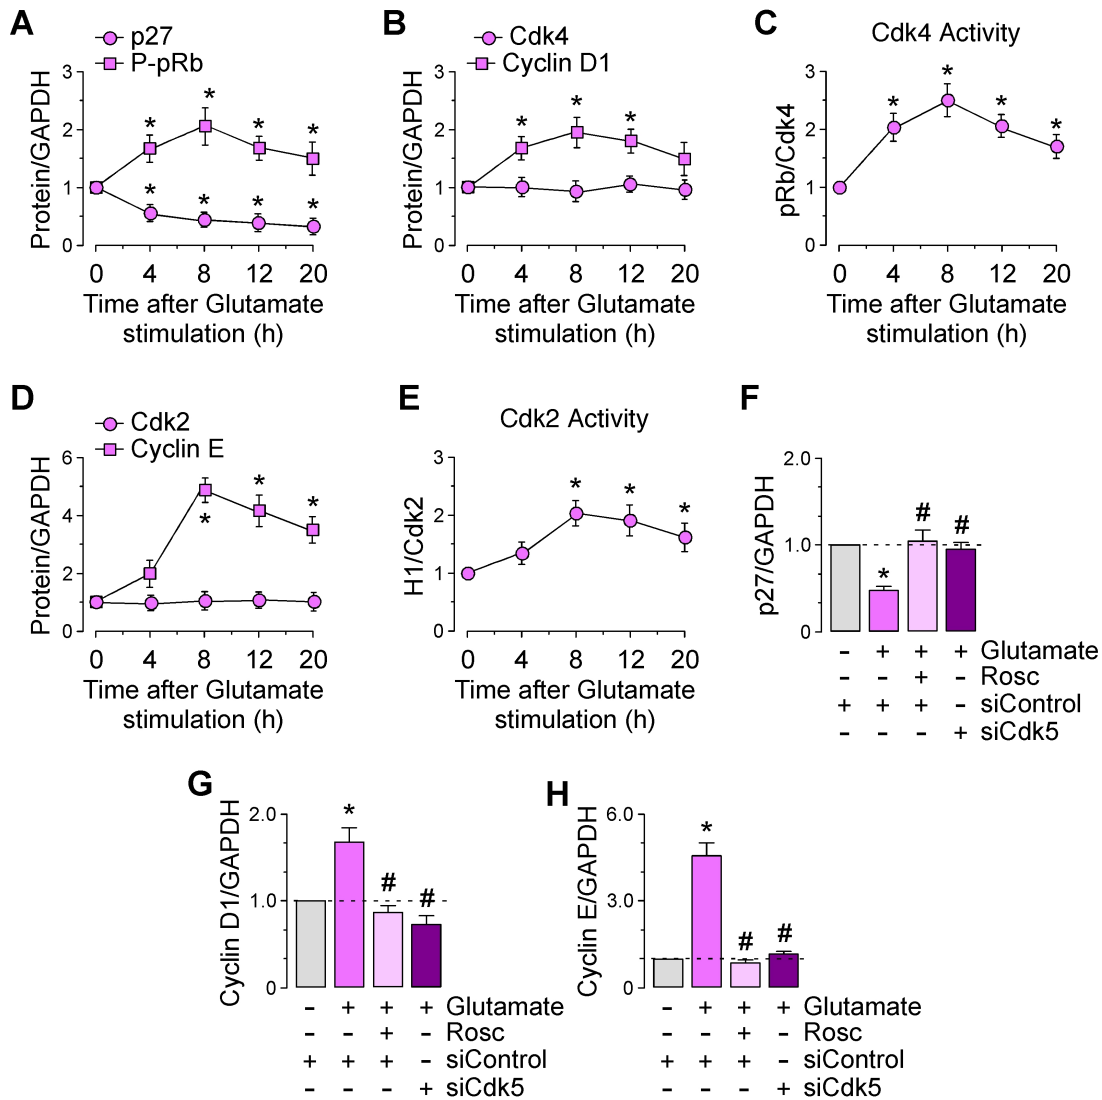 A
p27
P-pRb
Protein/GAPDH
3
2
1
0
* * * *
* * * *
0 4 8 12 20
Time after Glutamate
stimulation (h)
B
Cdk4
Cyclin D1
Protein/GAPDH
3
2
1
0
* * *
0 4 8 12 20
Time after Glutamate
stimulation (h)
C
Cdk4 Activity
pRb/Cdk4
3
2
1
0
* * * *
0 4 8 12 20
Time after Glutamate
stimulation (h)
D
Cdk2
Cyclin E
Protein/GAPDH
6
4
2
0
* * *
0 4 8 12 20
Time after Glutamate
stimulation (h)
E
Cdk2 Activity
H1/Cdk2
3
2
1
0
* * *
0 4 8 12 20
Time after Glutamate
stimulation (h)
F
p27/GAPDH
2.0
1.0
0
* # #
- + + + Glutamate
- - + - Rosc
+ + + - siControl
- - - + siCdk5
G
Cyclin D1/GAPDH
2.0
1.0
0
* # #
- + + + Glutamate
- - + - Rosc
+ + + - siControl
- - - + siCdk5
H
Cyclin E/GAPDH
6.0
3.0
0
* # #
- + + + Glutamate
- - + - Rosc
+ + + - siControl
- - - + siCdk5